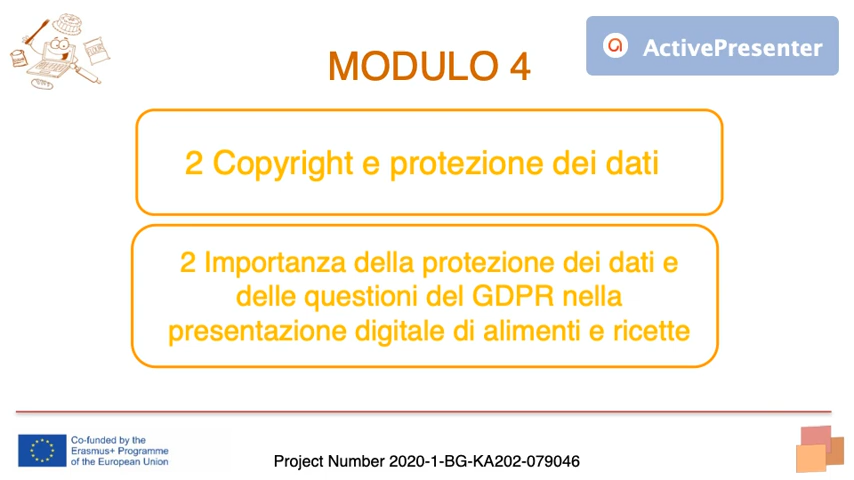 MODULO 4
ActivePresenter
2 Copyright e protezione dei dati
2 Importanza della protezione dei dati e
delle questioni del GDPR nella
presentazione digitale di alimenti e ricette
Co-funded by the
Erasmus+ Programme
of the European Union
Project Number 2020-1-BG-KA202-079046